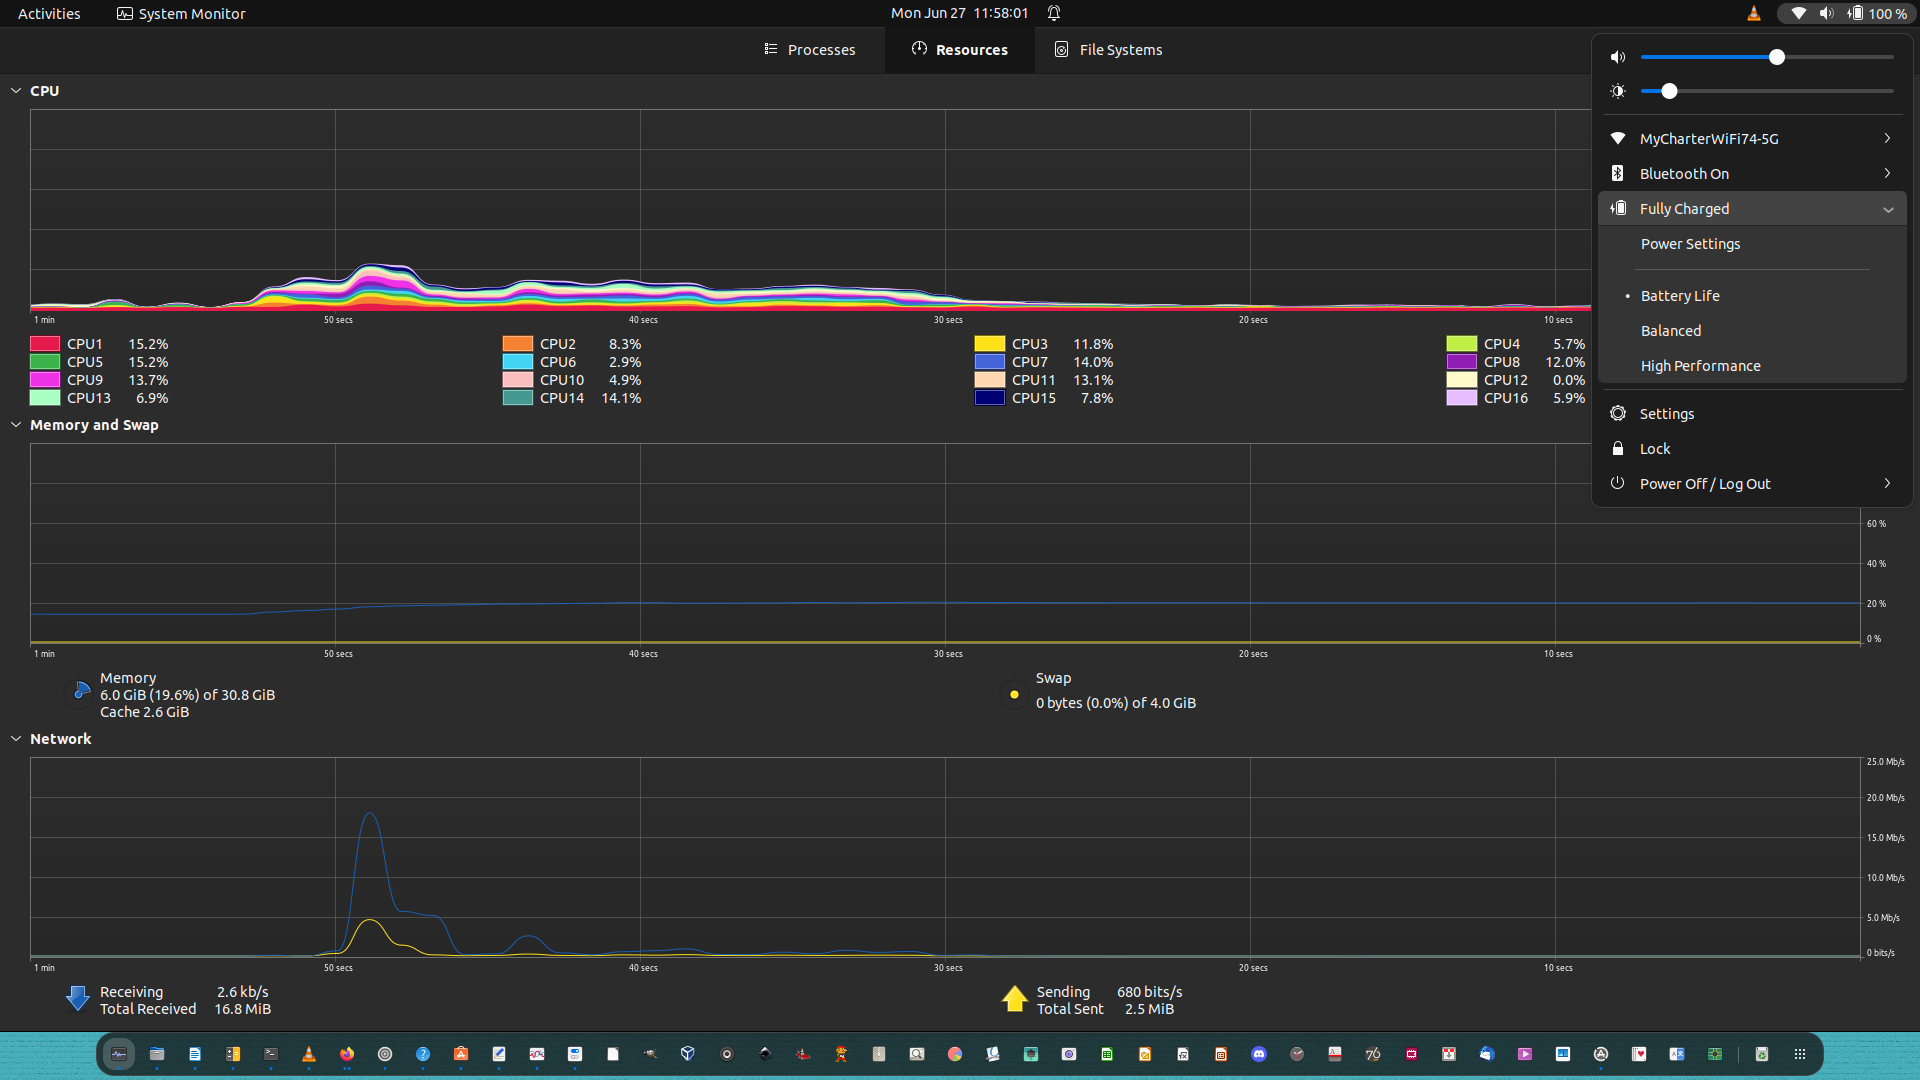 Activities System Monitor Mon Jun 27 11:58:01 100 %
Processes Resources File Systems
CPU
1 min 50 secs 40 secs 30 secs 20 secs 10 secs
CPU1 15.2% CPU2 8.3% CPU3 11.8% CPU4 5.7%
CPU5 15.2% CPU6 2.9% CPU7 14.0% CPU8 12.0%
CPU9 13.7% CPU10 4.9% CPU11 13.1% CPU12 0.0%
CPU13 6.9% CPU14 14.1% CPU15 7.8% CPU16 5.9%
MyCharterWiFi74-5G
Bluetooth On
Fully Charged
Power Settings
• Battery Life
Balanced
High Performance
Settings
Lock
Power Off / Log Out
Memory and Swap
60 %
40 %
20 %
0 %
1 min 50 secs 40 secs 30 secs 20 secs 10 secs
Memory
6.0 GiB (19.6%) of 30.8 GiB
Cache 2.6 GiB
Swap
0 bytes (0.0%) of 4.0 GiB
Network
25.0 Mb/s
20.0 Mb/s
15.0 Mb/s
10.0 Mb/s
5.0 Mb/s
0 bits/s
1 min 50 secs 40 secs 30 secs 20 secs 10 secs
Receiving 2.6 kb/s
Total Received 16.8 MiB
Sending 680 bits/s
Total Sent 2.5 MiB